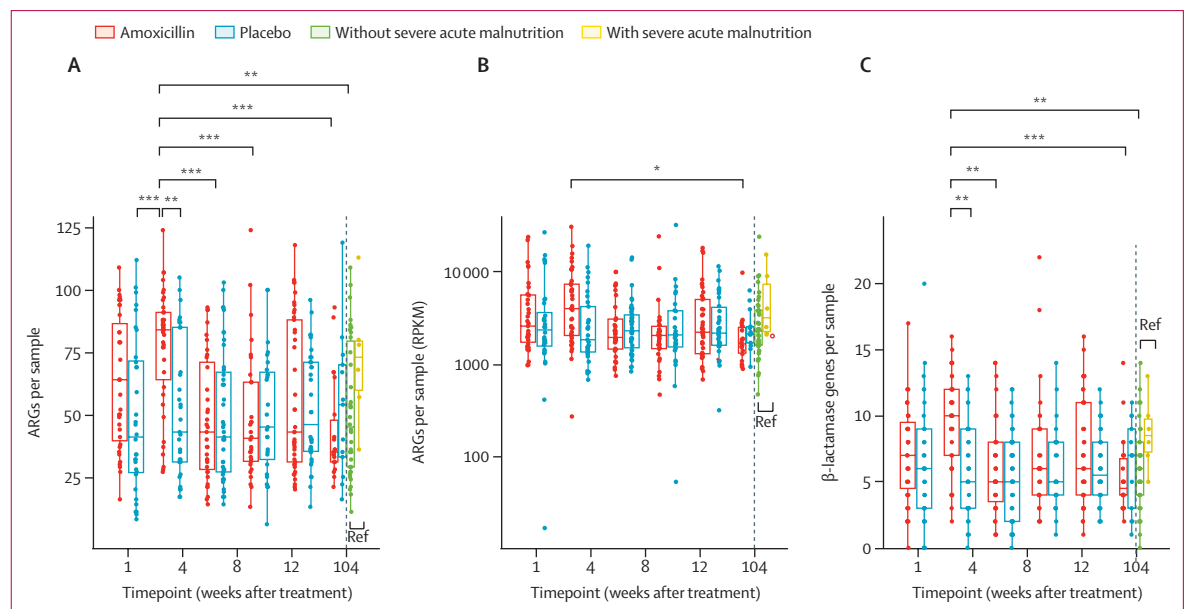 Amoxicillin Placebo Without severe acute malnutrition With severe acute malnutrition
A
**
***
***
***
*** **
125
100
75
50
25
ARGs per sample
Ref
1 4 8 12 104
Timepoint (weeks after treatment)
B
*
10 000
1000
100
ARGs per sample (RPKM)
Ref
1 4 8 12 104
Timepoint (weeks after treatment)
C
**
***
**
**
20
15
10
5
0
β-lactamase genes per sample
Ref
1 4 8 12 104
Timepoint (weeks after treatment)